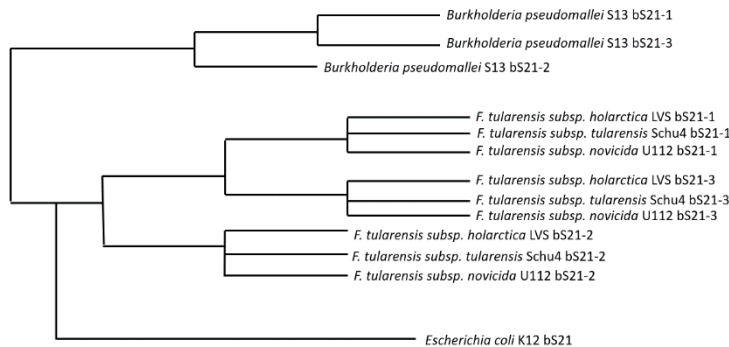 Burkholderia pseudomallei S13 bS21-1
Burkholderia pseudomallei S13 bS21-3
Burkholderia pseudomallei S13 bS21-2
F. tularensis subsp. holarctica LVS bS21-1
F. tularensis subsp. tularensis Schu4 bS21-1
F. tularensis subsp. novicida U112 bS21-1
F. tularensis subsp. holarctica LVS bS21-3
F. tularensis subsp. tularensis Schu4 bS21-3
F. tularensis subsp. novicida U112 bS21-3
F. tularensis subsp. holarctica LVS bS21-2
F. tularensis subsp. tularensis Schu4 bS21-2
F. tularensis subsp. novicida U112 bS21-2
Escherichia coli K12 bS21